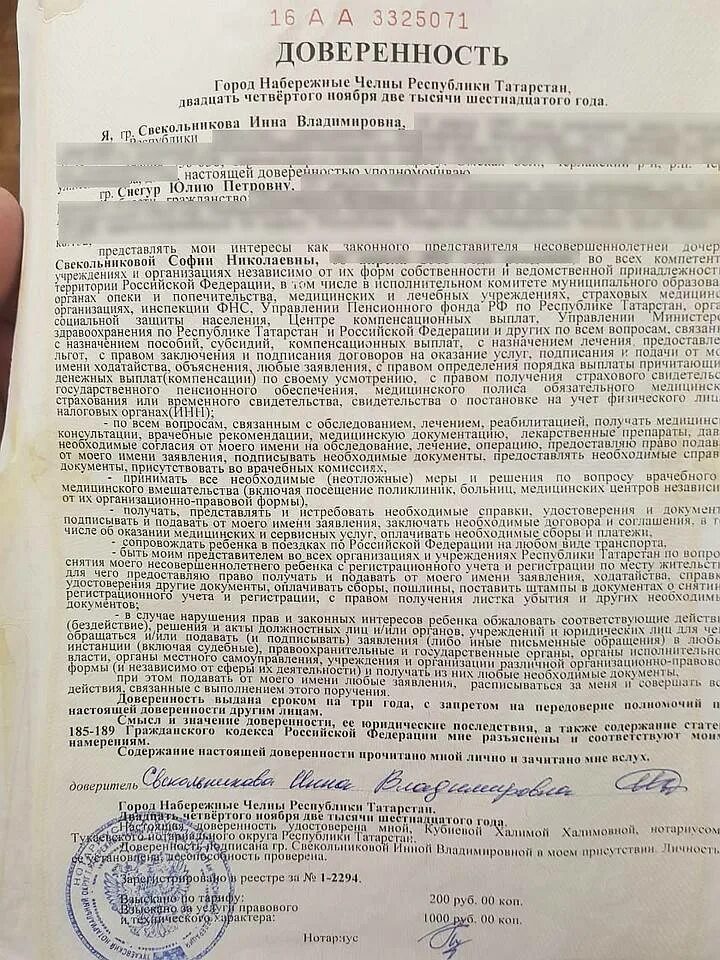 16 А А 3325071
ДОВЕРЕННОСТЬ
Город Набережные Челны Республики Татарстан,
двадцать четвёртого ноября две тысячи шестнадцатого года.
Я, гр. Свекольникова Инна Владимировна,
Республики
настоящей доверенностью уполномочиваю
гр. Снегур Юлию Петровну,
гражданство
представлять мои интересы как законного представителя несовершеннолетней дочер
Свекольниковой Софии Николаевны, во всех компетент
учреждениях и организациях независимо от их форм собственности и ведомственной принадлежност
территории Российской Федерации, в том числе в исполнительном комитете муниципального образова
органах опеки и попечительства, медицинских и лечебных учреждениях, страховых медицинс
организациях, инспекции ФНС, Управлении Пенсионного фонда РФ по Республике Татарстан, орга
социальной защиты населения, Центре компенсационных выплат, Управлении Министерс
здравоохранения по Республике Татарстан и Российской Федерации и других по всем вопросам, связанн
с назначением пособий, субсидий, компенсационных выплат, с назначением лечения, предоставле
льгот, с правом заключения и подписания договоров на оказание услуг, подписания и подачи от мо
имени ходатайства, объяснения, любые заявления, с правом определения порядка выплаты причитающи
денежных выплат(компенсации) по своему усмотрению, с правом получения страхового свидетельс
государственного пенсионного обеспечения, медицинского полиса обязательного медицинск
страхования или временного свидетельства, свидетельства о постановке на учет физического лица
налоговых органах(ИНН);
- по всем вопросам, связанным с обследованием, лечением, реабилитацией, получать медицинс
консультации, врачебные рекомендации, медицинскую документацию, лекарственные препараты, дав
необходимые согласия от моего имени на обследование, лечение, операцию, предоставляю право подав
от моего имени заявления, подписывать необходимые документы, предоставлять необходимые справ
документы, присутствовать во врачебных комиссиях,
- принимать все необходимые (неотложные) меры и решения по вопросу врачебного
медицинского вмешательства (включая посещение поликлиник, больниц, медицинских центров независи
от их организационно-правовой формы),
- получать, представлять и истребовать необходимые справки, удостоверения и документ
подписывать и подавать от моего имени заявления, заключать необходимые договора и соглашения, в то
числе об оказании медицинских и сервисных услуг, оплачивать необходимые сборы и платежи,
- сопровождать ребенка в поездках по Российской Федерации на любом виде транспорта,
- быть моим представителем во всех организациях и учреждениях Республики Татарстан по вопро
снятия моего несовершеннолетнего ребенка с регистрационного учета и регистрации по месту жительст
для чего предоставляю право получать и подавать от моего имени заявления, ходатайства, справк
удостоверения другие документы, оплачивать сборы, пошлины, поставить штампы в документах о сняти
регистрационного учета и регистрации, с правом получения листка убытия и других необходимы
документов;
- в случае нарушения прав и законных интересов ребенка обжаловать соответствующие действ
(бездействие), решения и акты должностных лиц и/или органов, учреждений и юридических лиц для че
обращаться и/или подавать (и подписывать) заявления (либо иные письменные обращения) в любы
инстанции (включая судебные), правоохранительные и государственные органы, органы исполнительно
власти, органы местного самоуправления, учреждения и организации различной организационно-правово
формы (и независимо от сферы их деятельности) и получать из них любые необходимые документы,
при этом подавать от моего имени любые заявления, расписываться за меня и совершать вс
действия, связанные с выполнением этого поручения.
Доверенность выдана сроком на три года, с запретом на передоверие полномочий п
настоящей доверенности другим лицам.
Смысл и значение доверенности, ее юридические последствия, а также содержание стате
185-189 Гражданского кодекса Российской Федерации мне разъяснены и соответствуют моим
намерениям.
Содержание настоящей доверенности прочитано мной лично и зачитано мне вслух.
доверитель Свекольникова Инна Владимировна
Город Набережные Челны Республики Татарстан.
Двадцать четвёртого ноября две тысячи шестнадцатого года.
Настоящая доверенность удостоверена мной, Кубиевой Халимой Халимовной, нотариусом
Тукаевского нотариального округа Республики Татарстан.
Доверенность подписана гр. Свекольниковой Инной Владимировной в моем присутствии. Личность
ее установлена, дееспособность проверена.
Зарегистрировано в реестре за № 1-2294.
Взыскано по тарифу: 200 руб. 00 коп.
Взыскано за услуги правового
и технического характера: 1000 руб. 00 коп.
Нотариус